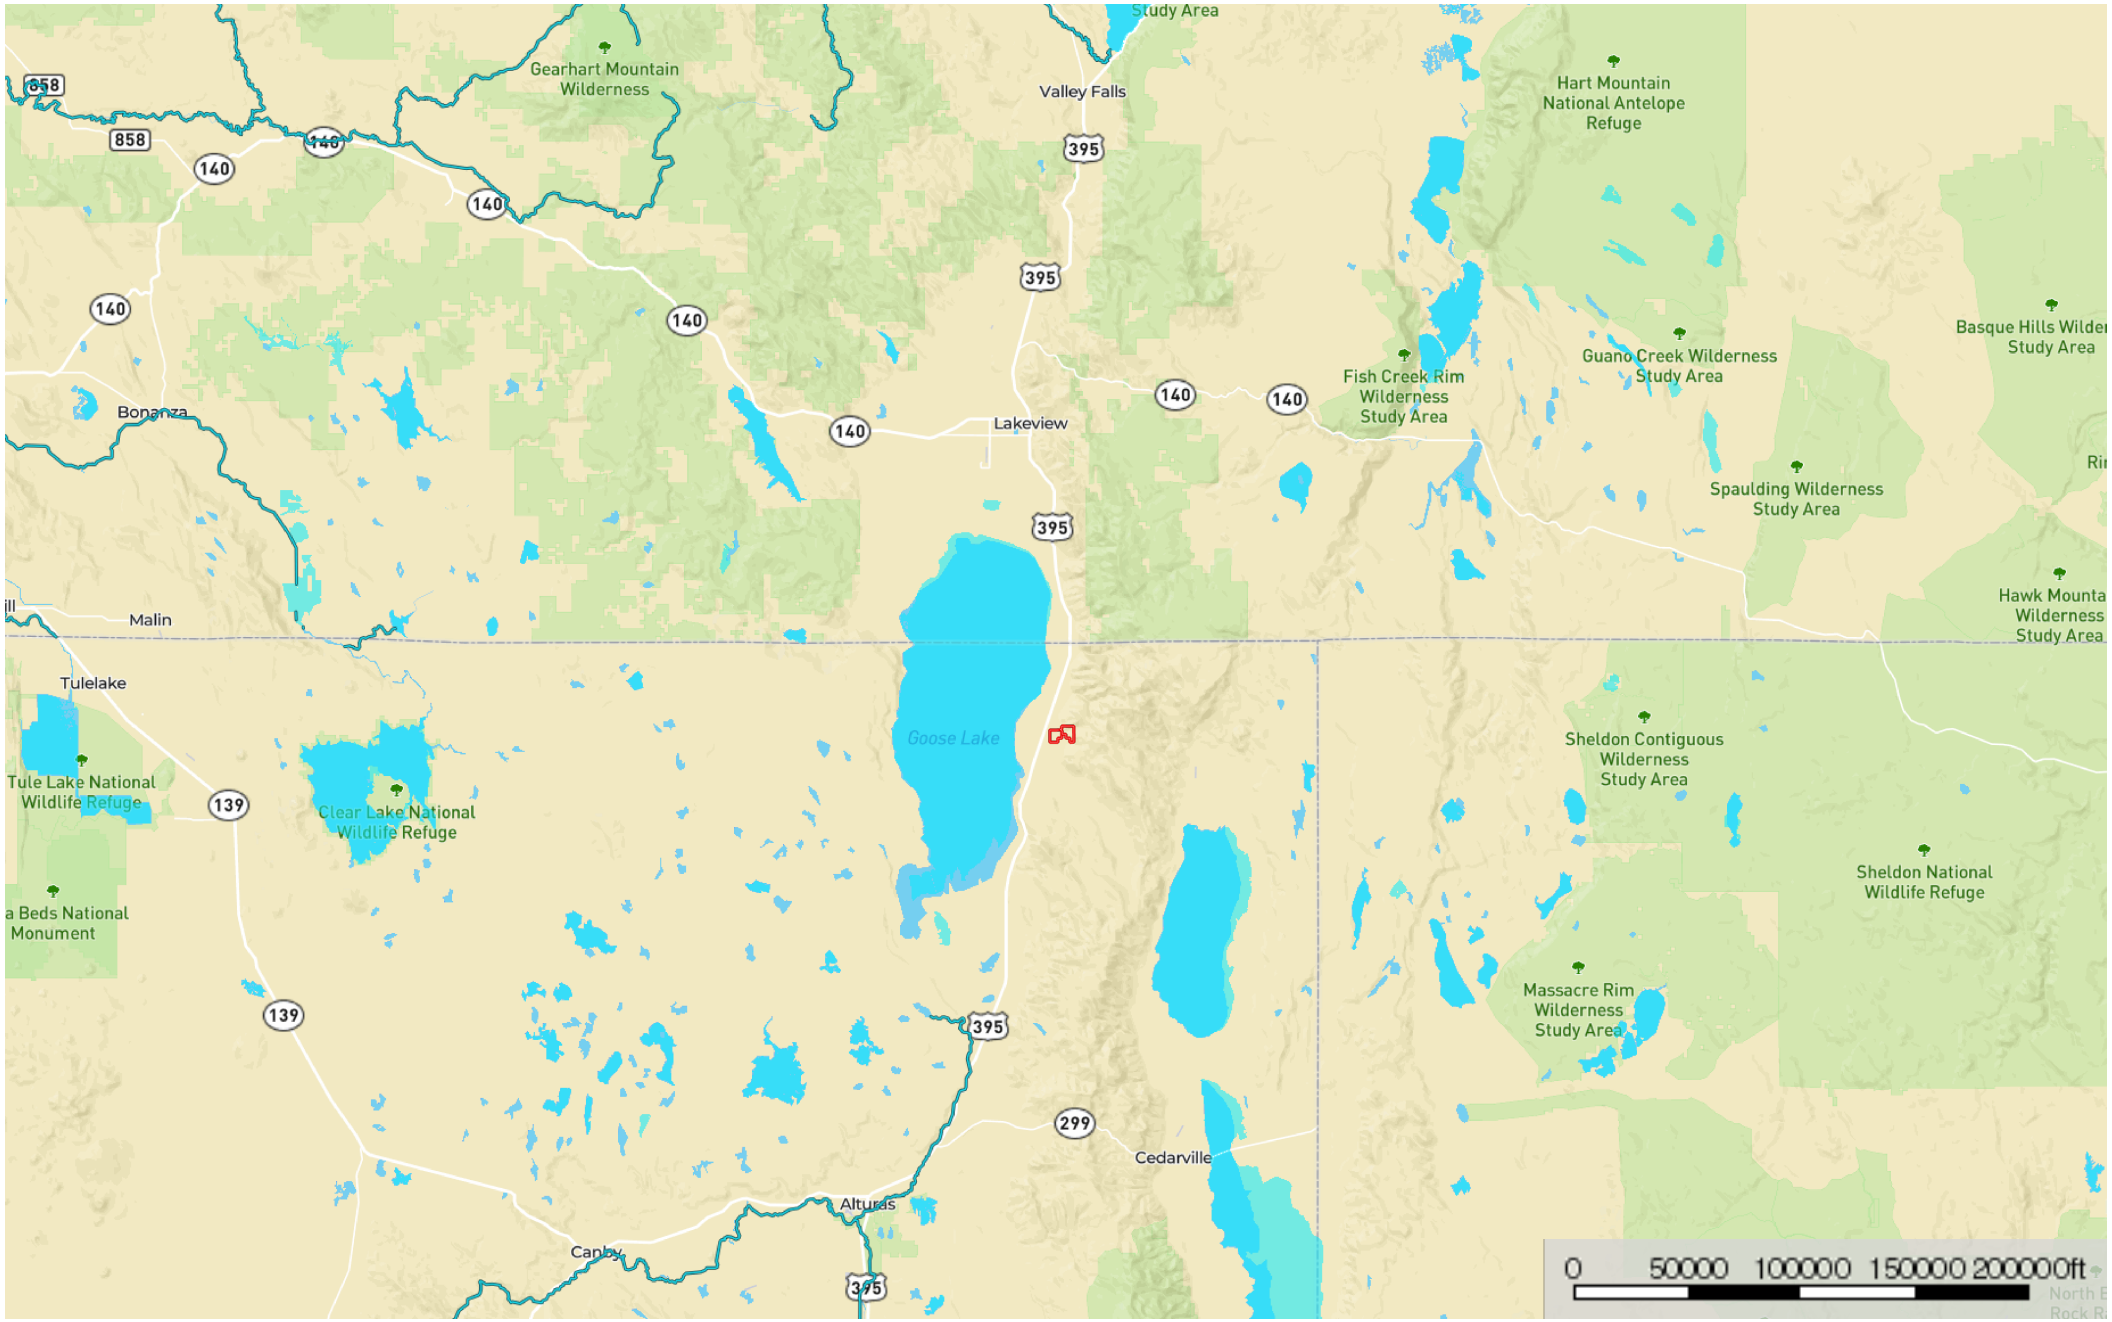 Study Area
Gearhart Mountain
Wilderness
858
Valley Falls
Hart Mountain
National Antelope
Refuge
858
140
140
395
140
395
140
140
Basque Hills Wilder
Study Area
Guano Creek Wilderness
Study Area
Fish Creek Rim
Wilderness
Study Area
140
140
Bonanza
140
Lakeview
Spaulding Wilderness
Study Area
395
Hawk Mounta
Wilderness
Study Area
ill
Malin
Tulelake
Goose Lake
Sheldon Contiguous
Wilderness
Study Area
Tule Lake National
Wildlife Refuge
139
Clear Lake National
Wildlife Refuge
Sheldon National
Wildlife Refuge
a Beds National
Monument
Massacre Rim
Wilderness
Study Area
139
395
299
Cedarville
Alturas
Canby
395
0 50000 100000 150000 200000ft